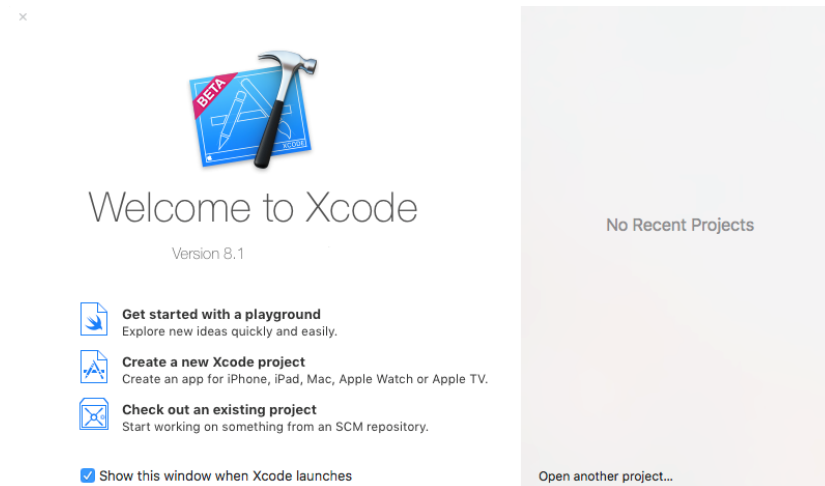 BETA
XCODE
Welcome to Xcode
Version 8.1
Get started with a playground
Explore new ideas quickly and easily.
Create a new Xcode project
Create an app for iPhone, iPad, Mac, Apple Watch or Apple TV.
Check out an existing project
Start working on something from an SCM repository.
Show this window when Xcode launches
No Recent Projects
Open another project...